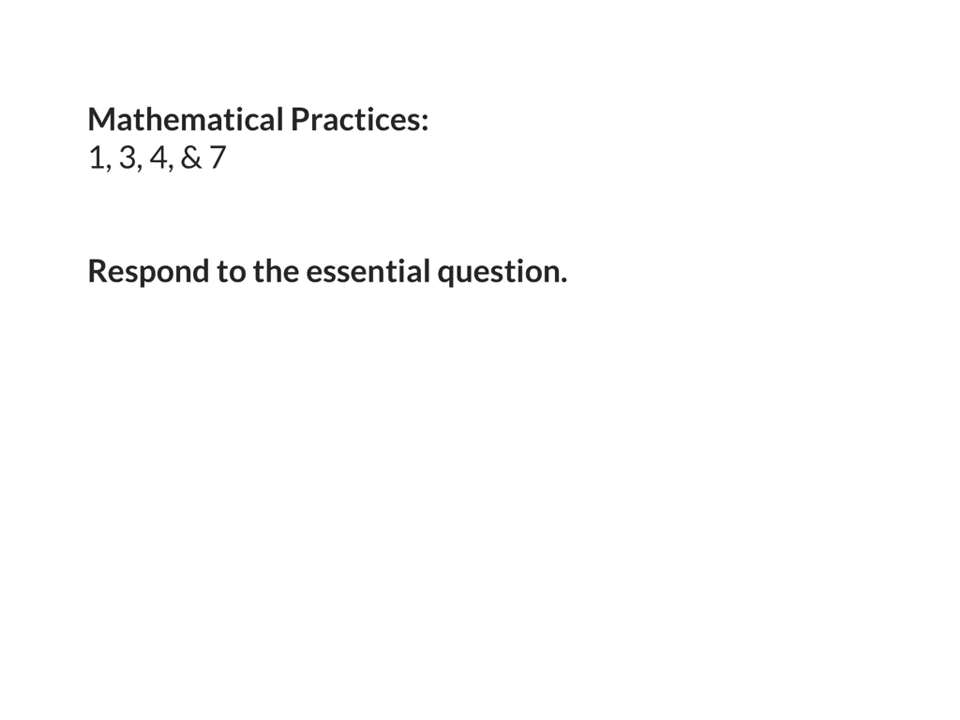 Mathematical Practices:
1, 3, 4, & 7
Respond to the essential question.